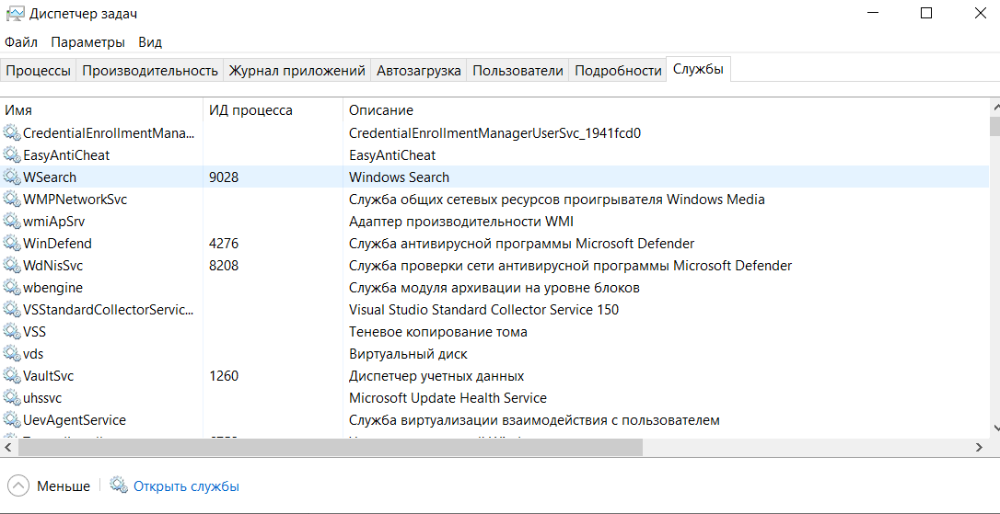 Диспетчер задач
Файл Параметры Вид
Процессы Производительность Журнал приложений Автозагрузка Пользователи Подробности Службы
Имя ИД процесса Описание
CredentialEnrollmentMana... CredentialEnrollmentManagerUserSvc_1941fcd0
EasyAntiCheat EasyAntiCheat
WSearch 9028 Windows Search
WMPNetworkSvc Служба общих сетевых ресурсов проигрывателя Windows Media
wmiApSrv Адаптер производительности WMI
WinDefend 4276 Служба антивирусной программы Microsoft Defender
WdNisSvc 8208 Служба проверки сети антивирусной программы Microsoft Defender
wbengine Служба модуля архивации на уровне блоков
VSStandardCollectorServic... Visual Studio Standard Collector Service 150
VSS Теневое копирование тома
vds Виртуальный диск
VaultSvc 1260 Диспетчер учетных данных
uhssvc Microsoft Update Health Service
UevAgentService Служба виртуализации взаимодействия с пользователем
Меньше Открыть службы